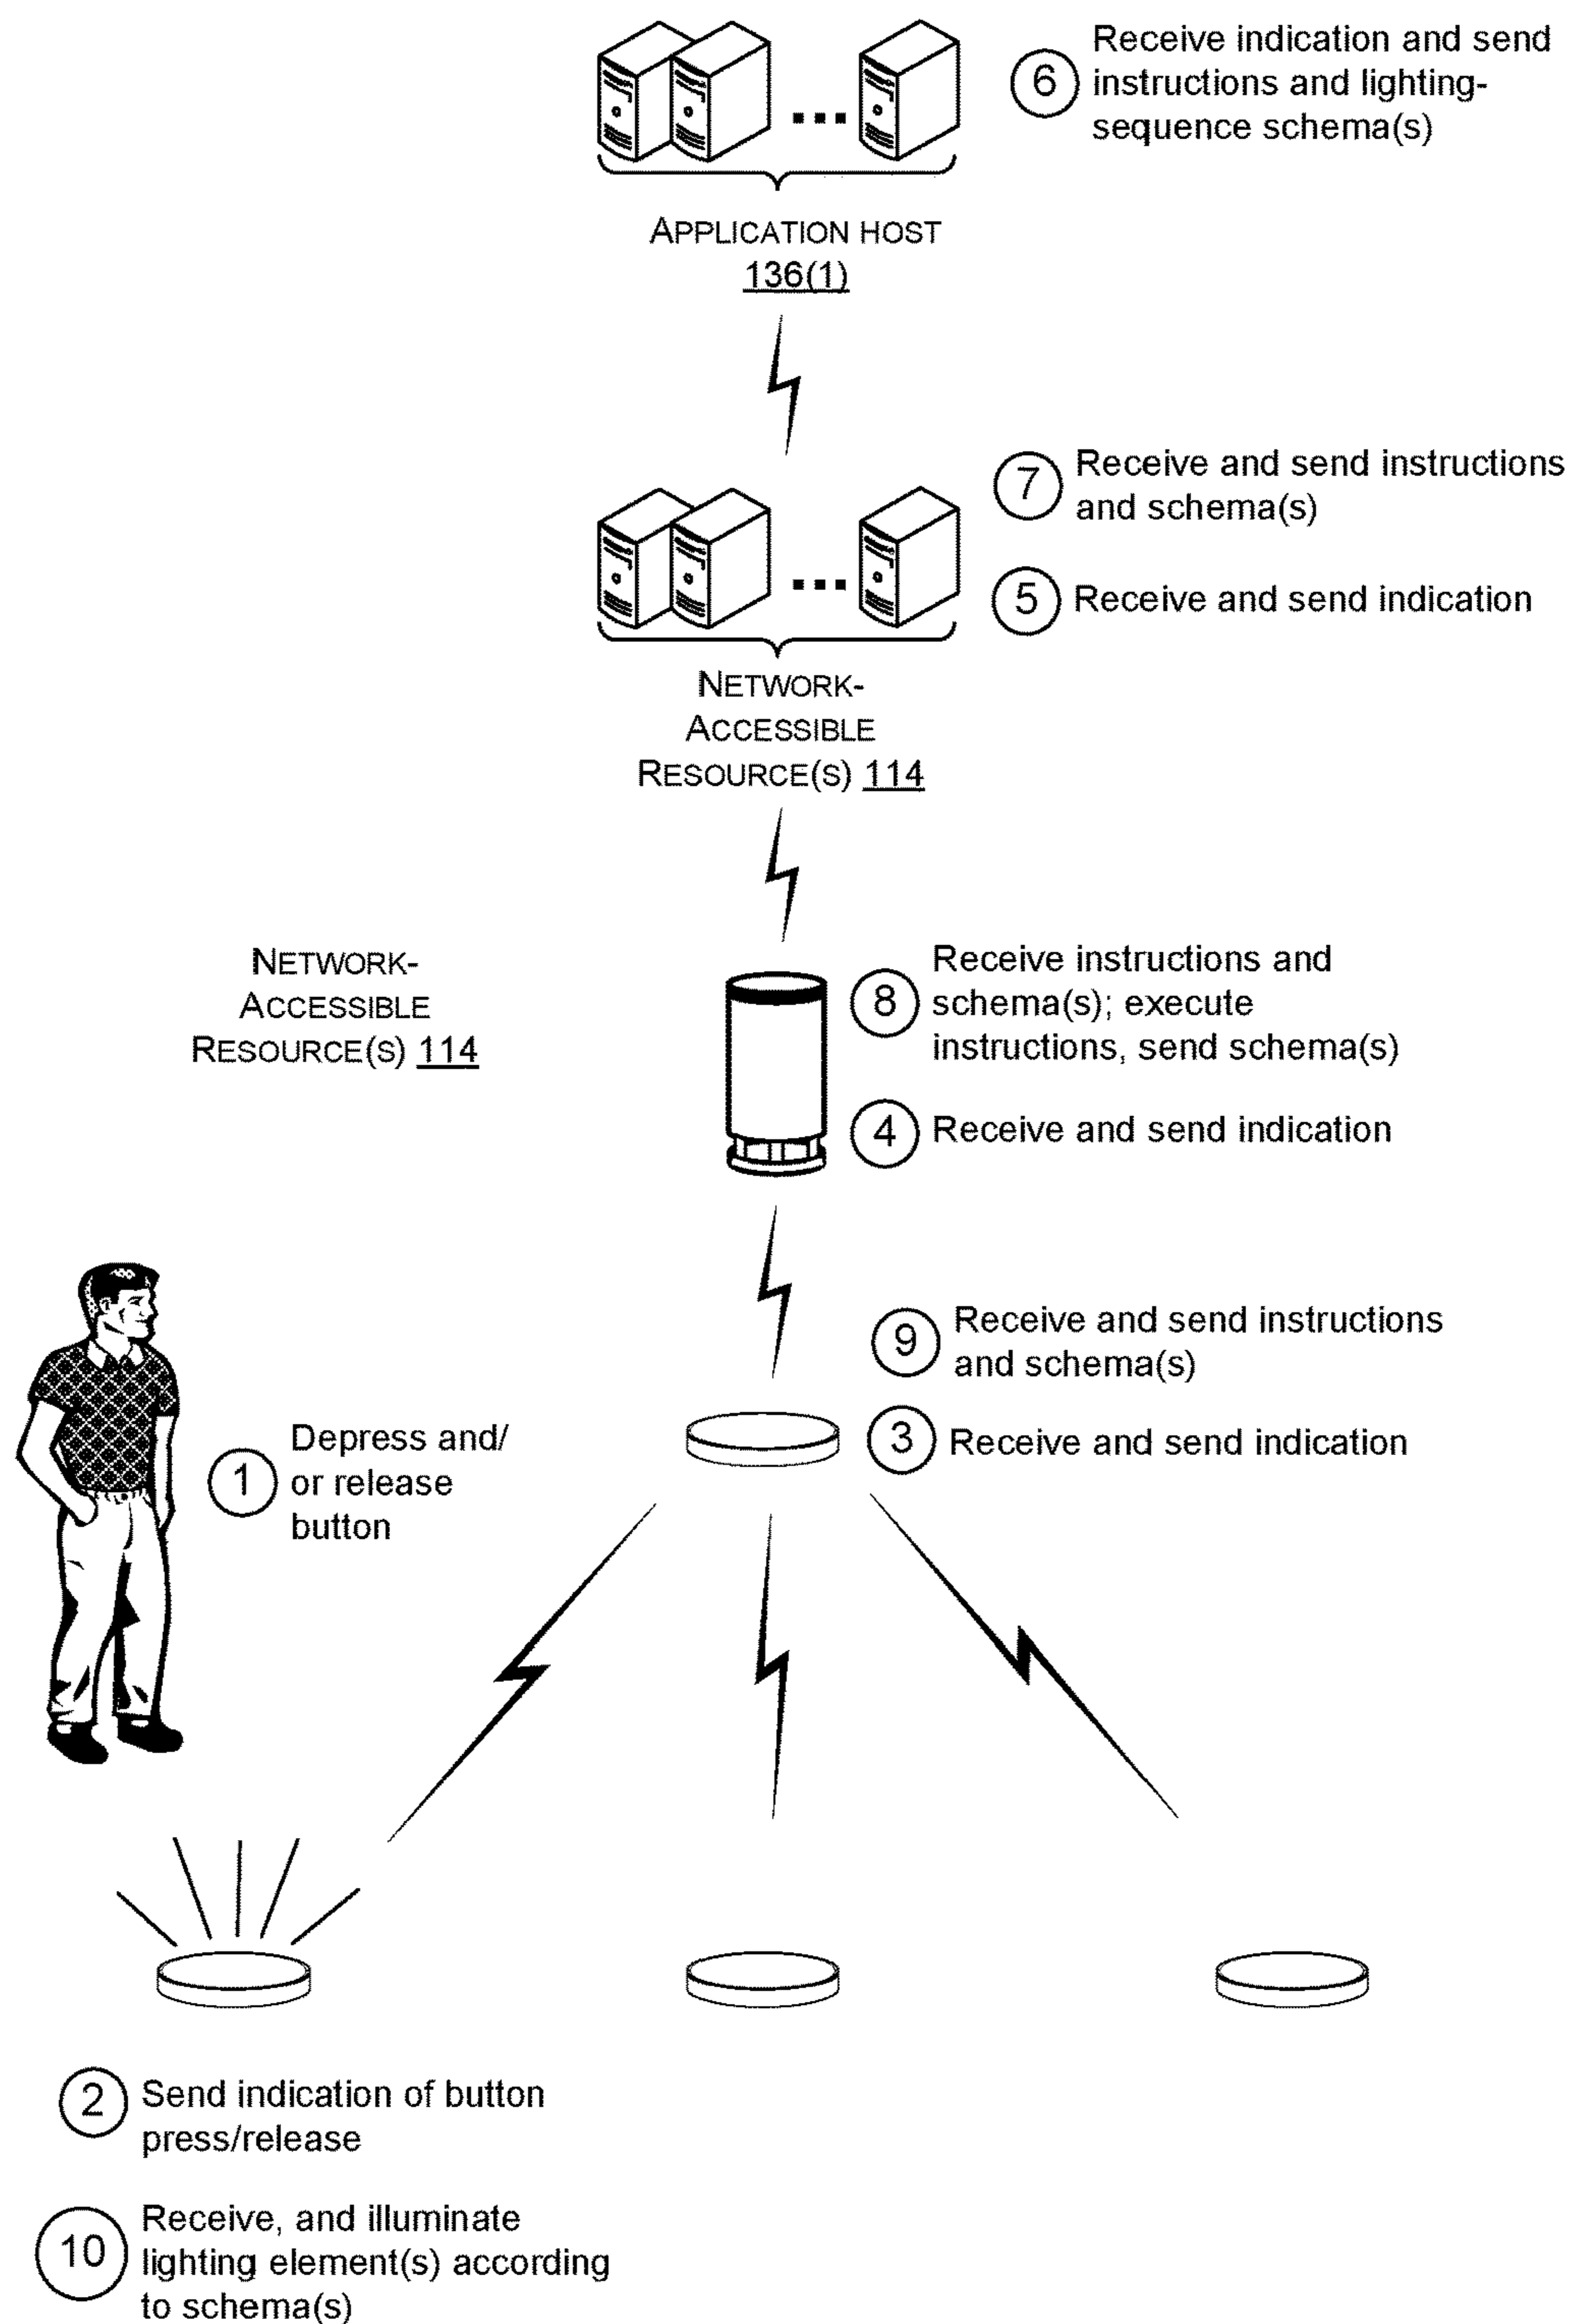 6
Receive indication and send
instructions and lighting-
sequence schema(s)
APPLICATION HOST
136(1)
7
Receive and send instructions
and schema(s)
5
Receive and send indication
NETWORK-
ACCESSIBLE
RESOURCE(S) 114
NETWORK-
ACCESSIBLE
RESOURCE(S) 114
8
Receive instructions and
schema(s); execute
instructions, send schema(s)
4
Receive and send indication
9
Receive and send instructions
and schema(s)
3
Receive and send indication
1
Depress and/
or release
button
2
Send indication of button
press/release
10
Receive, and illuminate
lighting element(s) according
to schema(s)